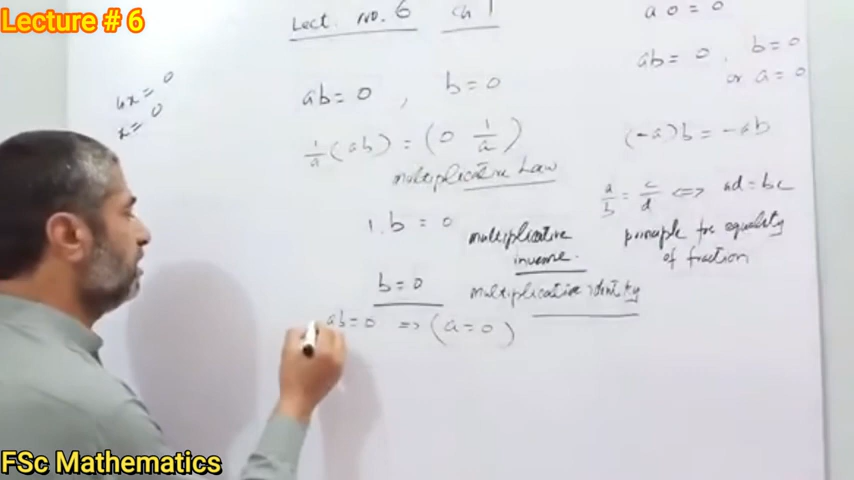 Lecture # 6
Lect. No. 6 Ch 1
4x = 0
x = 0
ab = 0 , b = 0
1/a (ab) = (0 1/a)
multiplicative Law
1.b = 0 multiplicative
inverse.
b = 0 multiplicative identity
ab = 0 => (a = 0)
a0 = 0
ab = 0 , b = 0
or a = 0
(-a)b = -ab
a/b = c/d <=> ad = bc
principle for equality
of fraction
FSc Mathematics